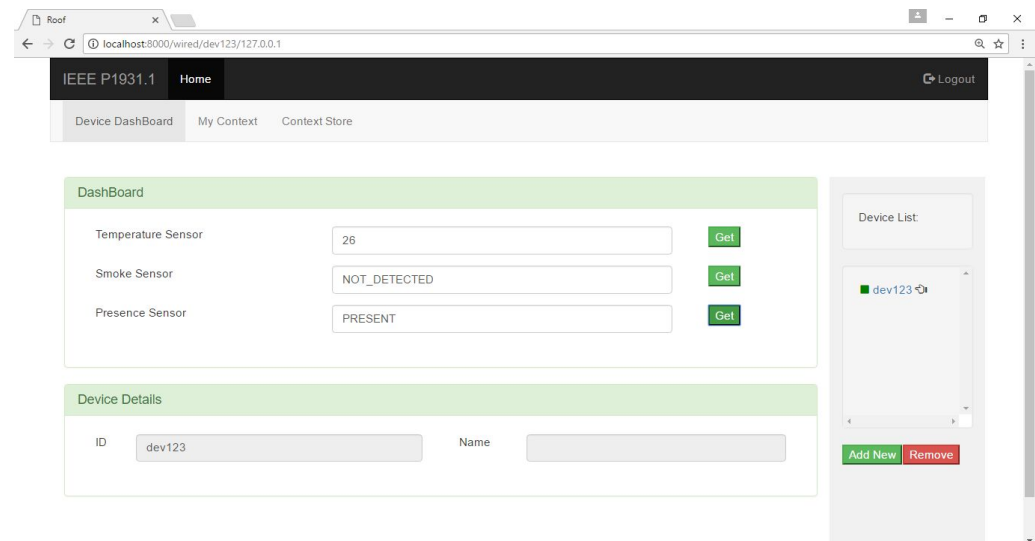 Roof
localhost:8000/wired/dev123/127.0.0.1
IEEE P1931.1 Home Logout
Device DashBoard My Context Context Store
DashBoard
Temperature Sensor 26 Get
Smoke Sensor NOT_DETECTED Get
Presence Sensor PRESENT Get
Device Details
ID dev123 Name
Device List:
dev123
Add New Remove